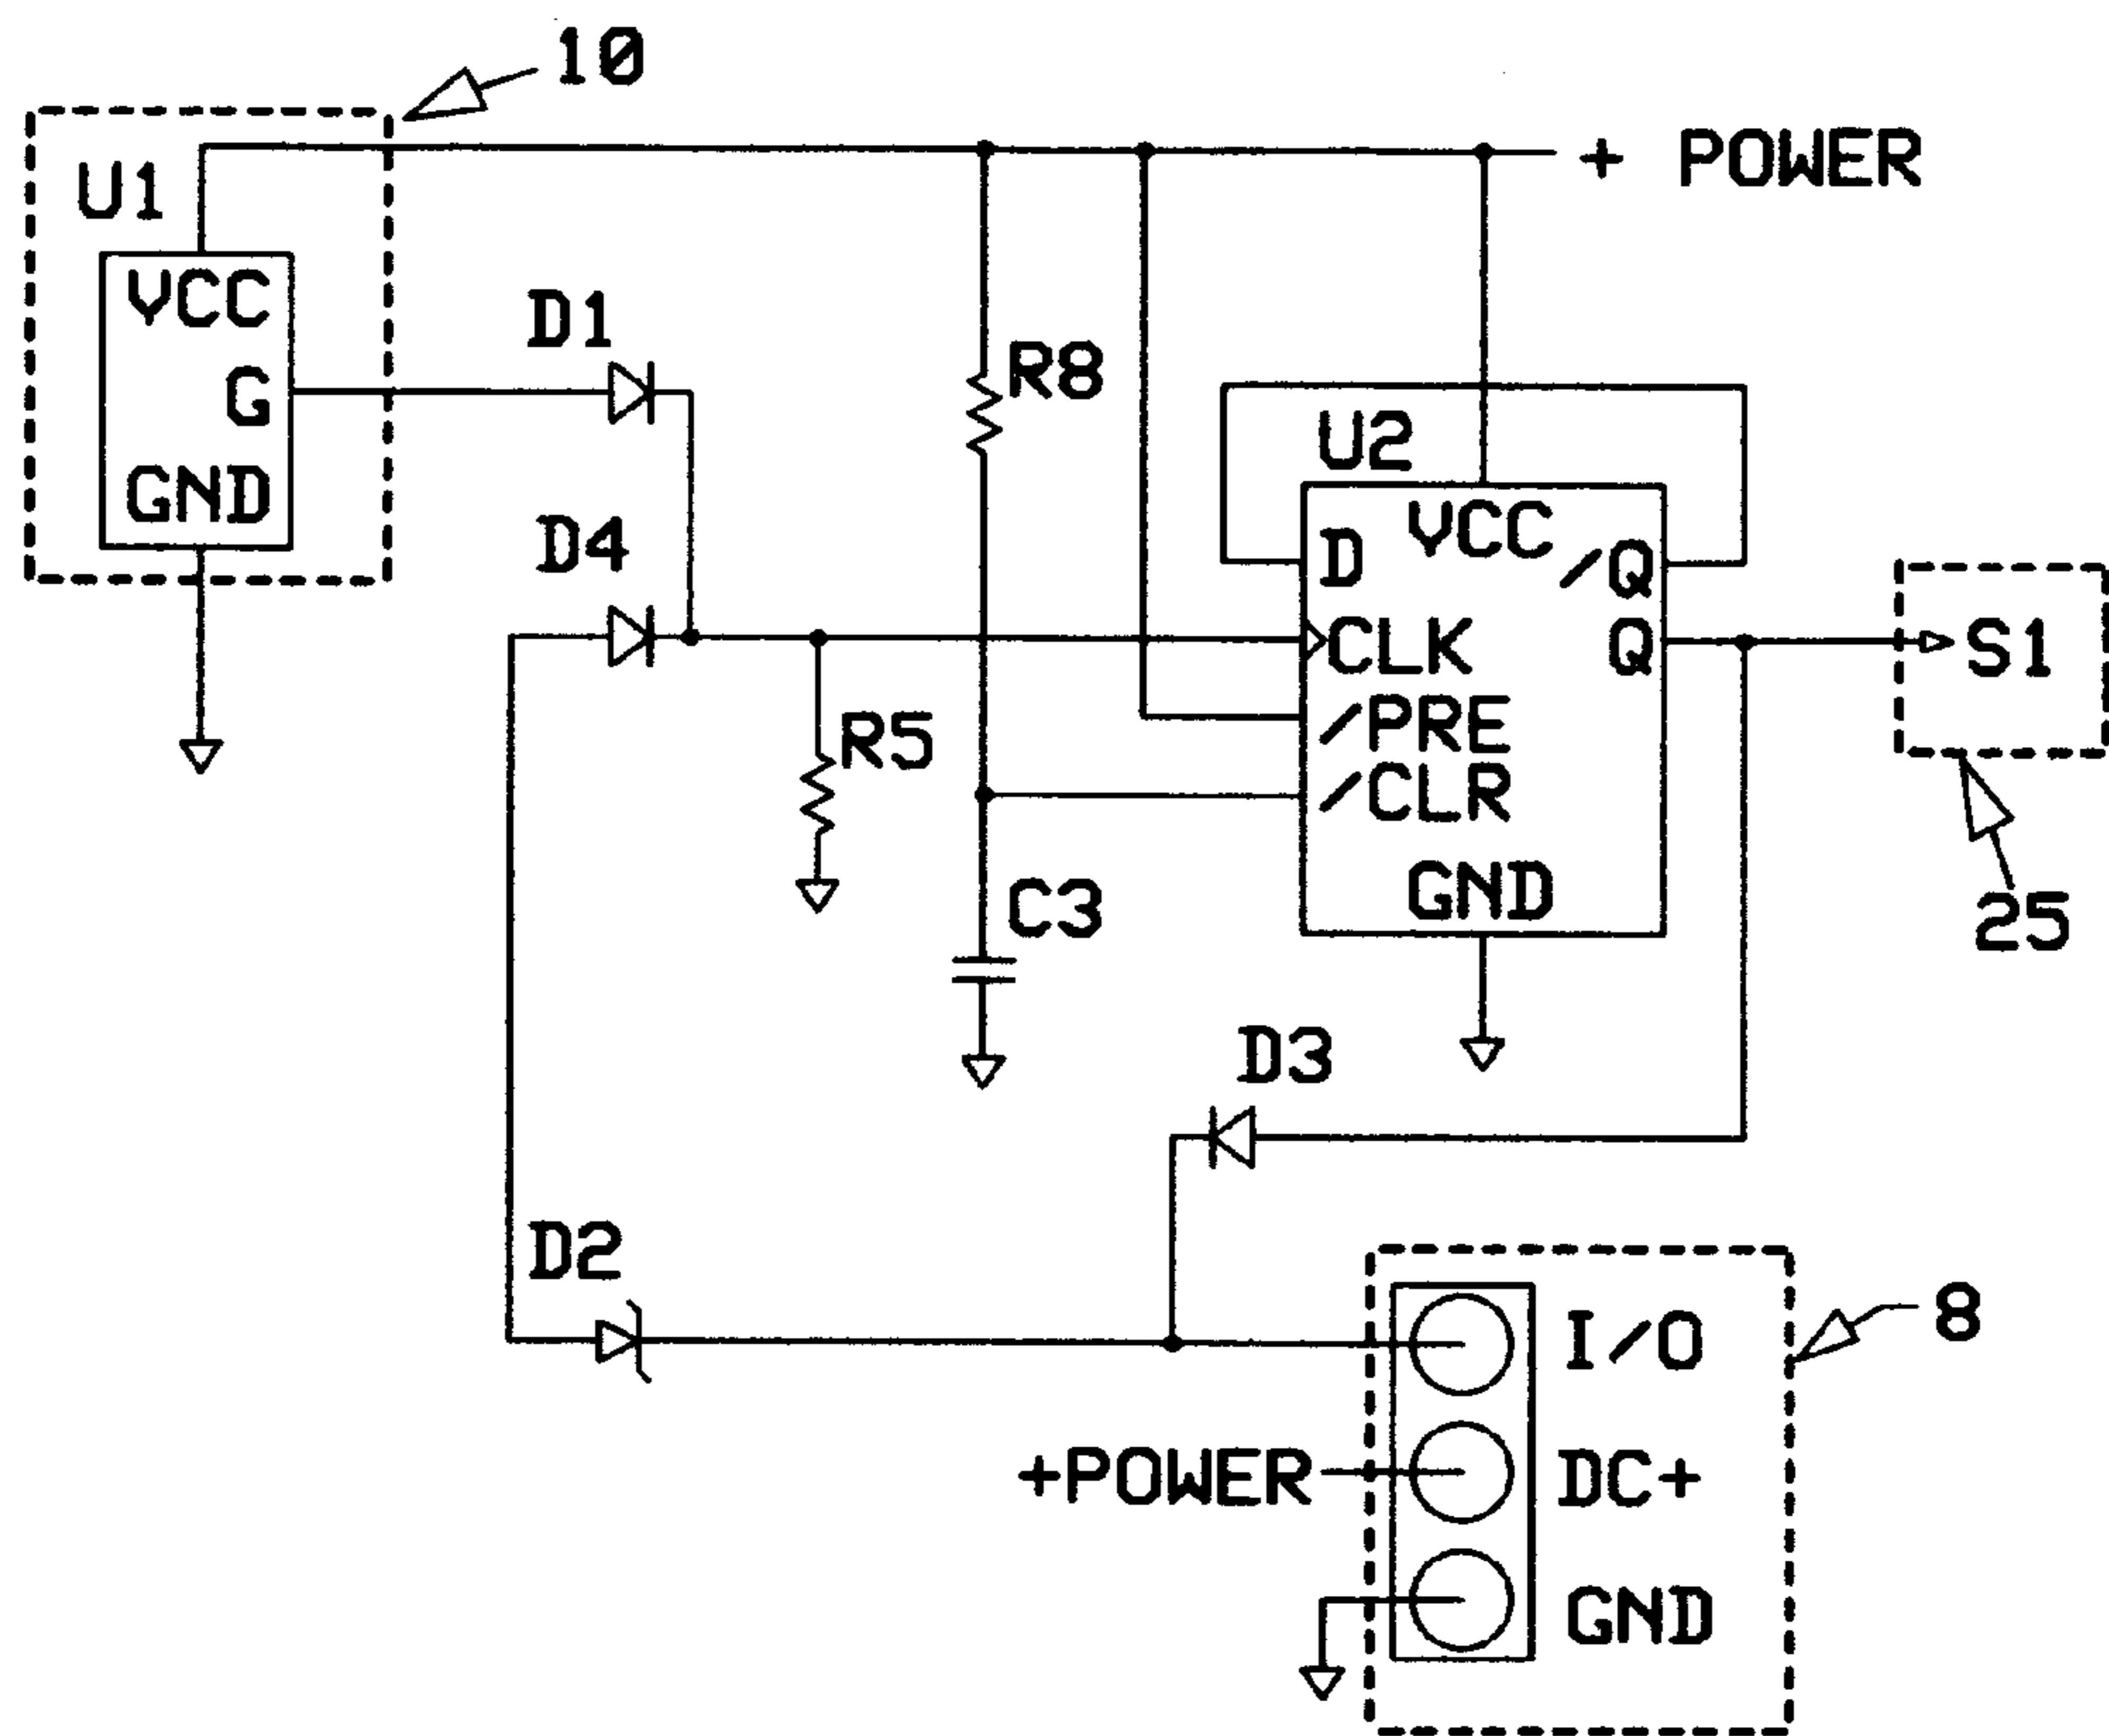 10
+ POWER
U1
VCC
G
GND
D1
D4
R8
R5
C3
U2
VCC
D
/Q
CLK
Q
/PRE
/CLR
GND
S1
25
D3
D2
8
I/O
+POWER
DC+
GND